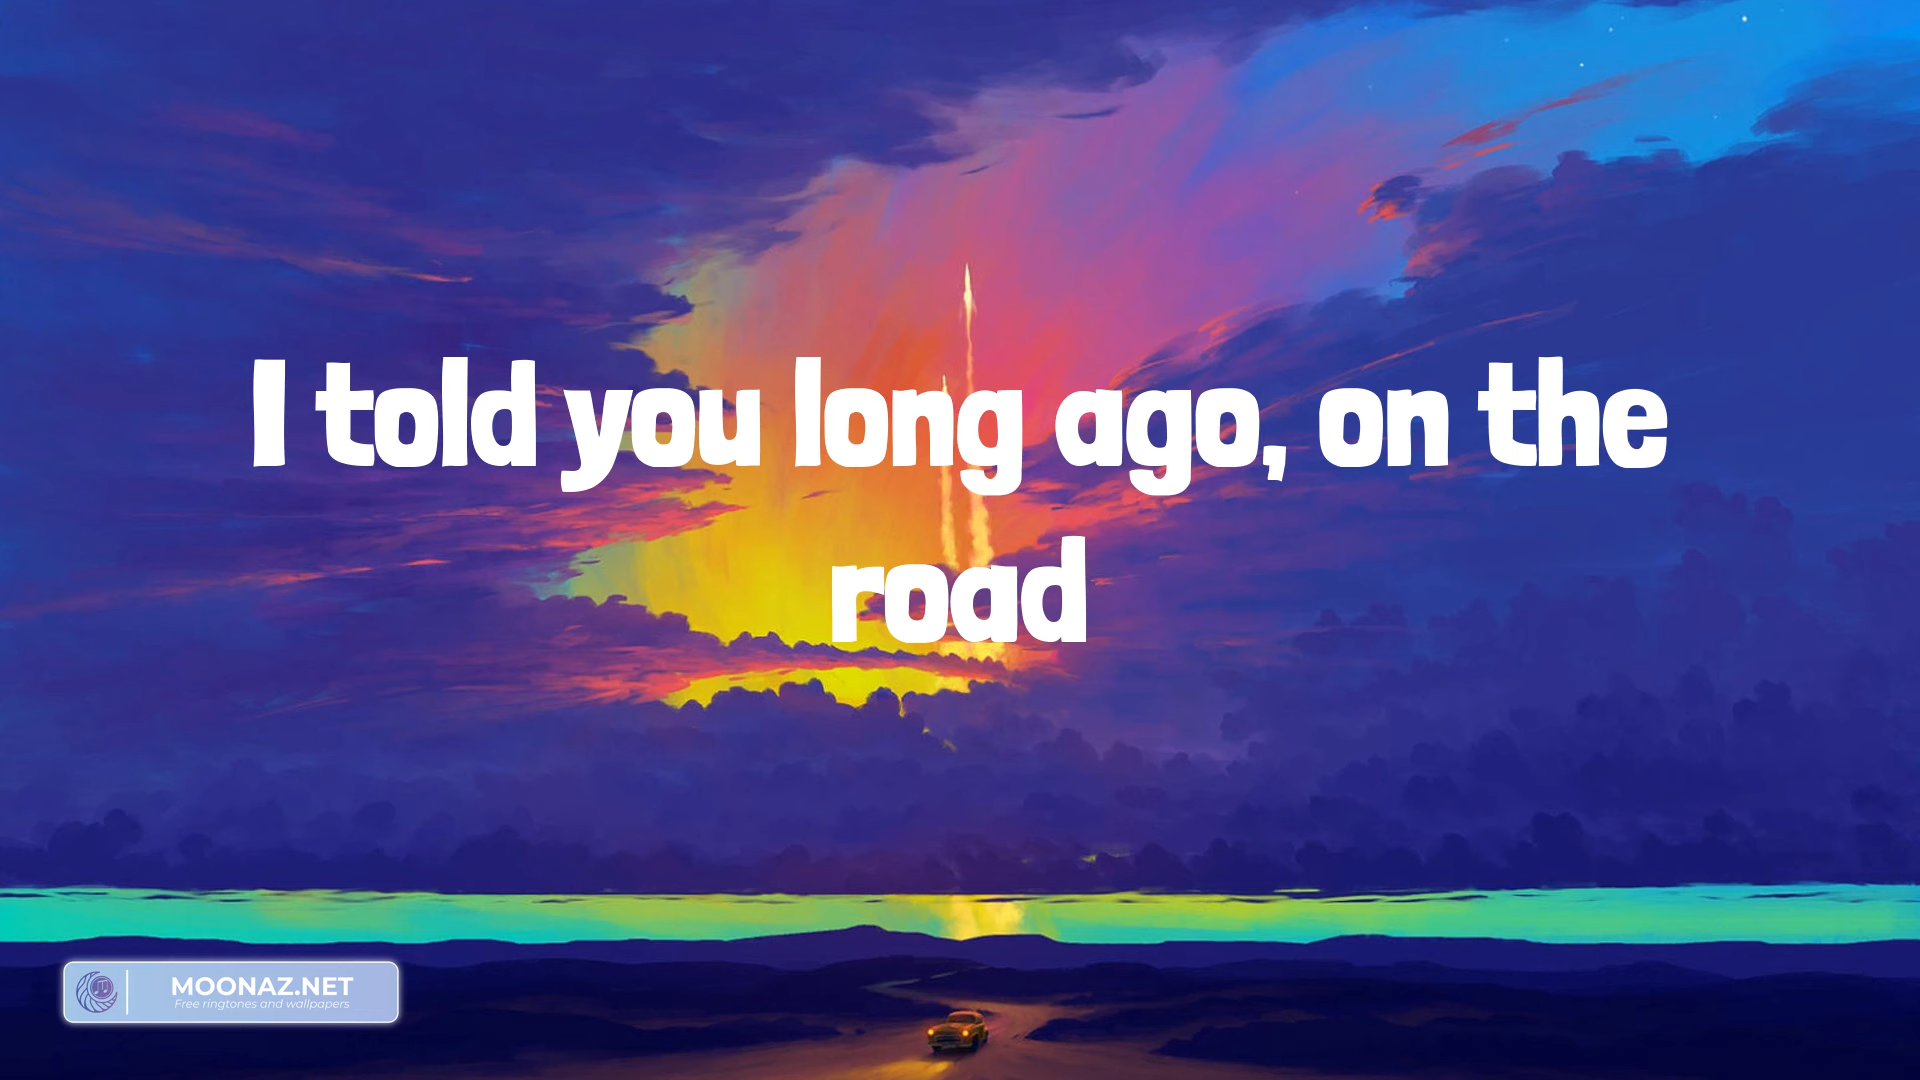 I told you long ago, on the
road
MOONAZ.NET
Free ringtones and wallpapers